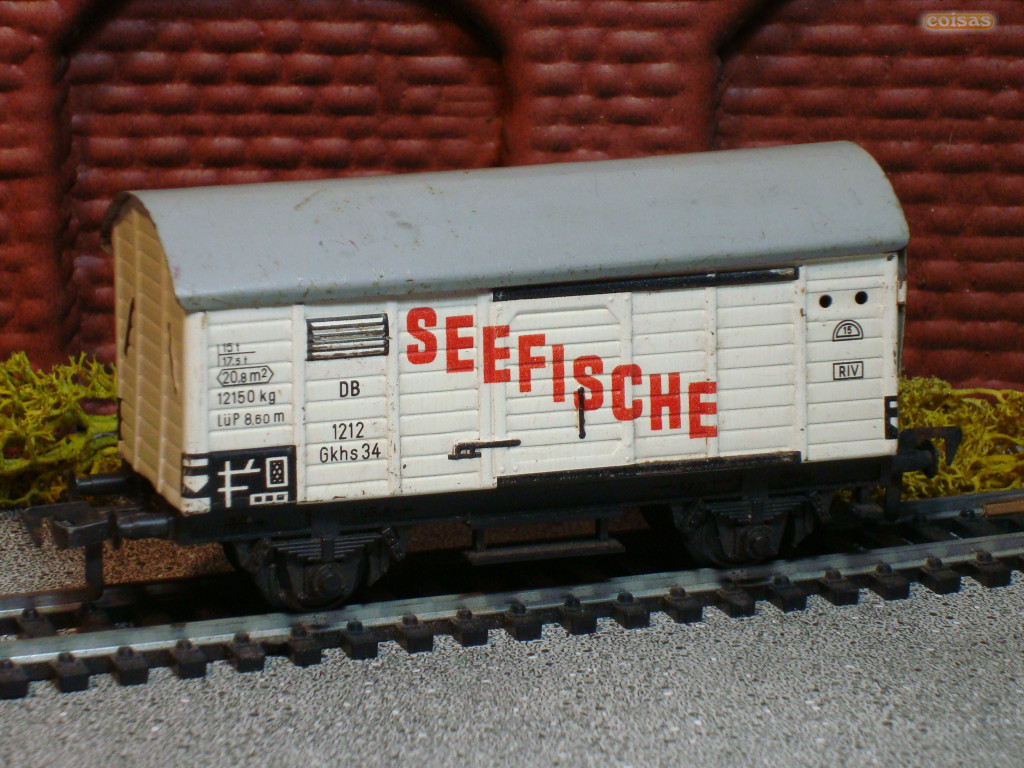 coisas
15 t
17.5 t
20.8 m²
12150 kg
LüP 8,60 m
DB
1212
Gkhs 34
SEEFISCHE
15
RIV